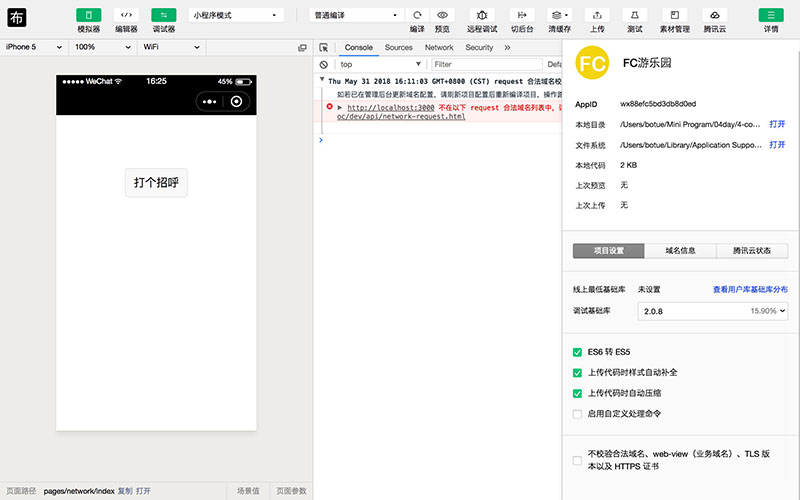 布
模拟器
编辑器
调试器
小程序模式
普通编译
编译
预览
远程调试
切后台
清缓存
上传
测试
素材管理
腾讯云
详情
iPhone 5
100%
WiFi
Console
Sources
Network
Security
top
Filter
Defa
WeChat
16:25
45%
打个招呼
Thu May 31 2018 16:11:03 GMT+0800 (CST) request 合法域名校
如若已在管理后台更新域名配置，请刷新项目配置后重新编译项目，操作路
http://localhost:3000 不在以下 request 合法域名列表中，
oc/dev/api/network-request.html
FC
FC游乐园
AppID
wx88efc5bd3db8d0ed
本地目录
/Users/botue/Mini Program/04day/4-co...
打开
文件系统
/Users/botue/Library/Application Suppo...
打开
本地代码
2 KB
上次预览
无
上次上传
无
项目设置
域名信息
腾讯云状态
线上最低基础库
未设置
查看用户库基础库分布
调试基础库
2.0.8
15.90%
ES6 转 ES5
上传代码时样式自动补全
上传代码时自动压缩
启用自定义处理命令
不校验合法域名、web-view（业务域名）、TLS 版
本以及 HTTPS 证书
页面路径
pages/network/index
复制
打开
场景值
页面参数